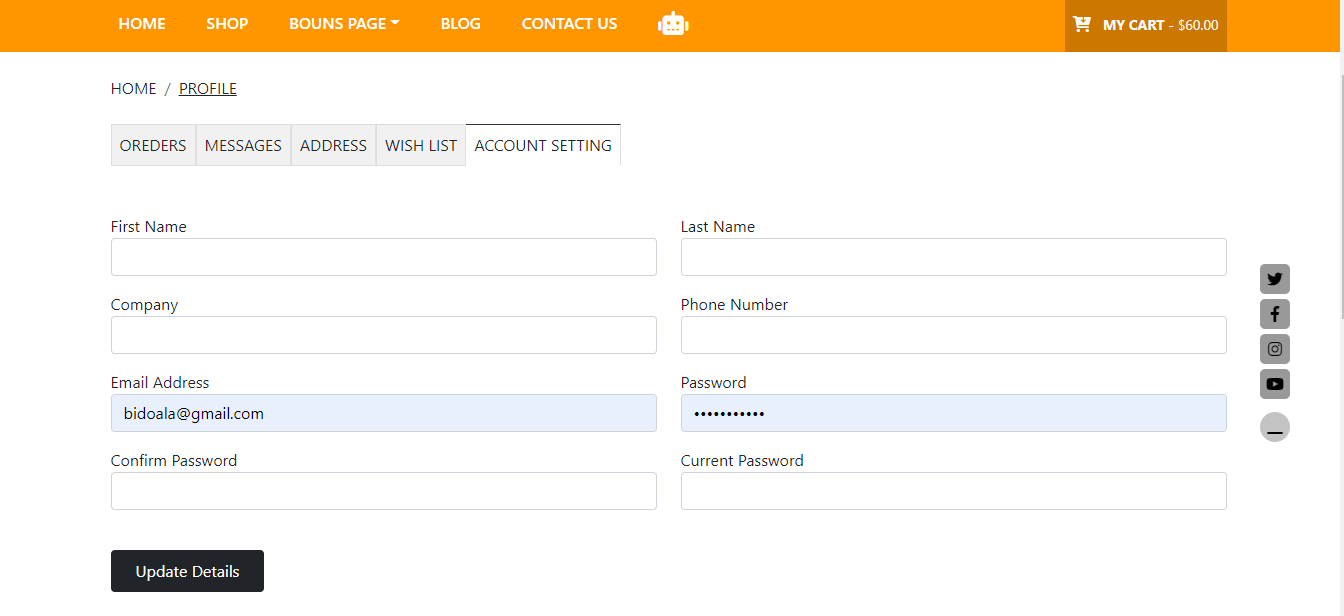 HOME SHOP BOUNS PAGE BLOG CONTACT US MY CART - $60.00
HOME / PROFILE
OREDERS MESSAGES ADDRESS WISH LIST ACCOUNT SETTING
First Name Last Name
Company Phone Number
Email Address Password
bidoala@gmail.com •••••••••••
Confirm Password Current Password
Update Details